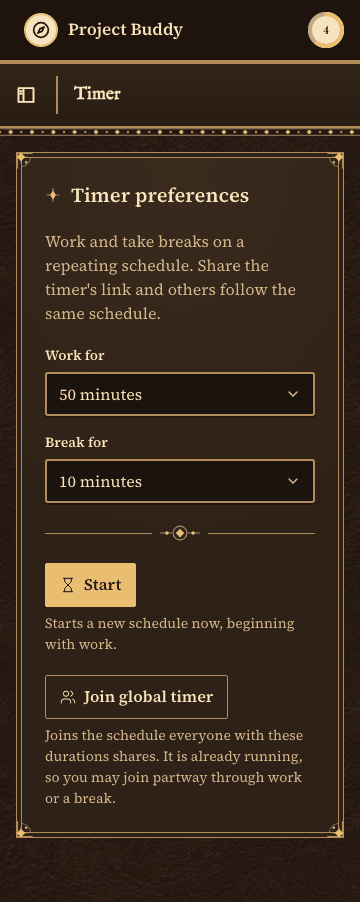 Project Buddy
4
Timer
Timer preferences
Work and take breaks on a
repeating schedule. Share the
timer's link and others follow the
same schedule.
Work for
50 minutes
Break for
10 minutes
Start
Starts a new schedule now, beginning
with work.
Join global timer
Joins the schedule everyone with these
durations shares. It is already running,
so you may join partway through work
or a break.